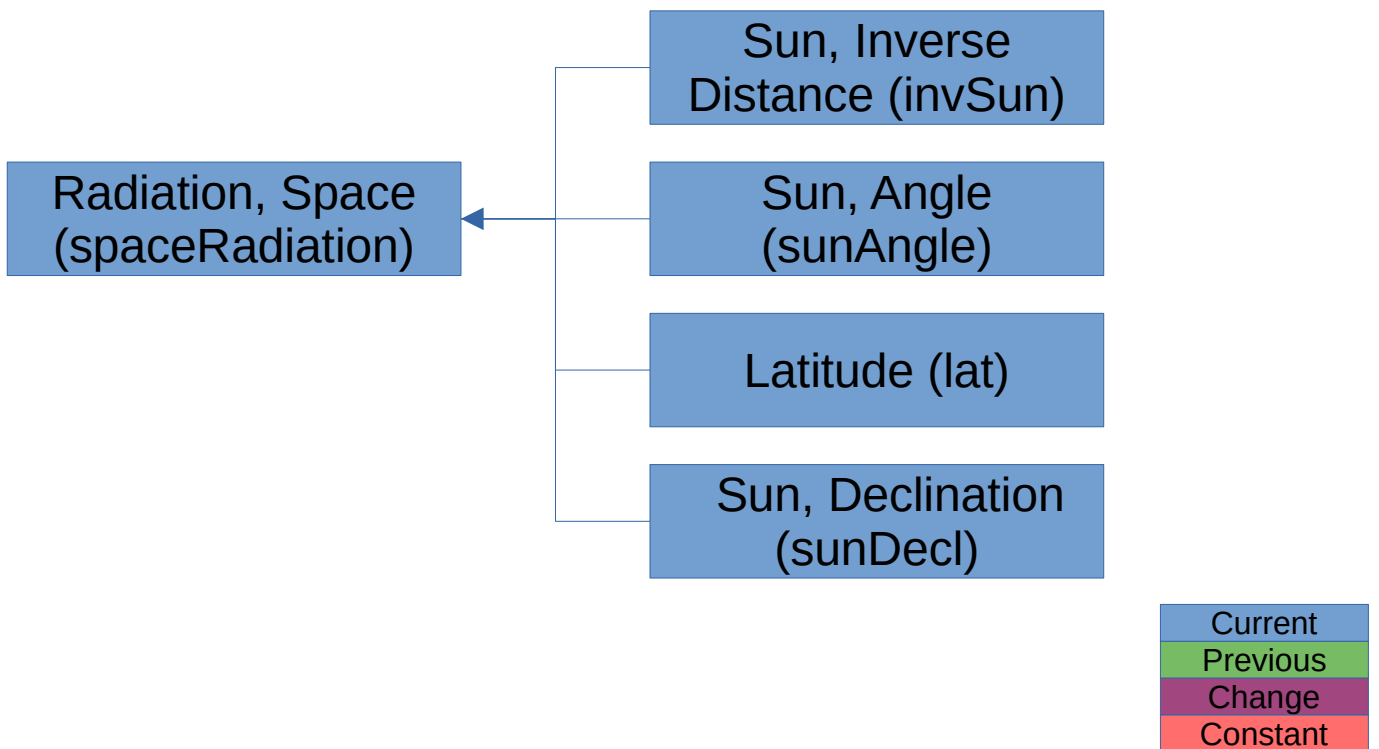 Sun, Inverse
Distance (invSun)
Radiation, Space
(spaceRadiation)
Sun, Angle
(sunAngle)
Latitude (lat)
Sun, Declination
(sunDecl)
Current
Previous
Change
Constant